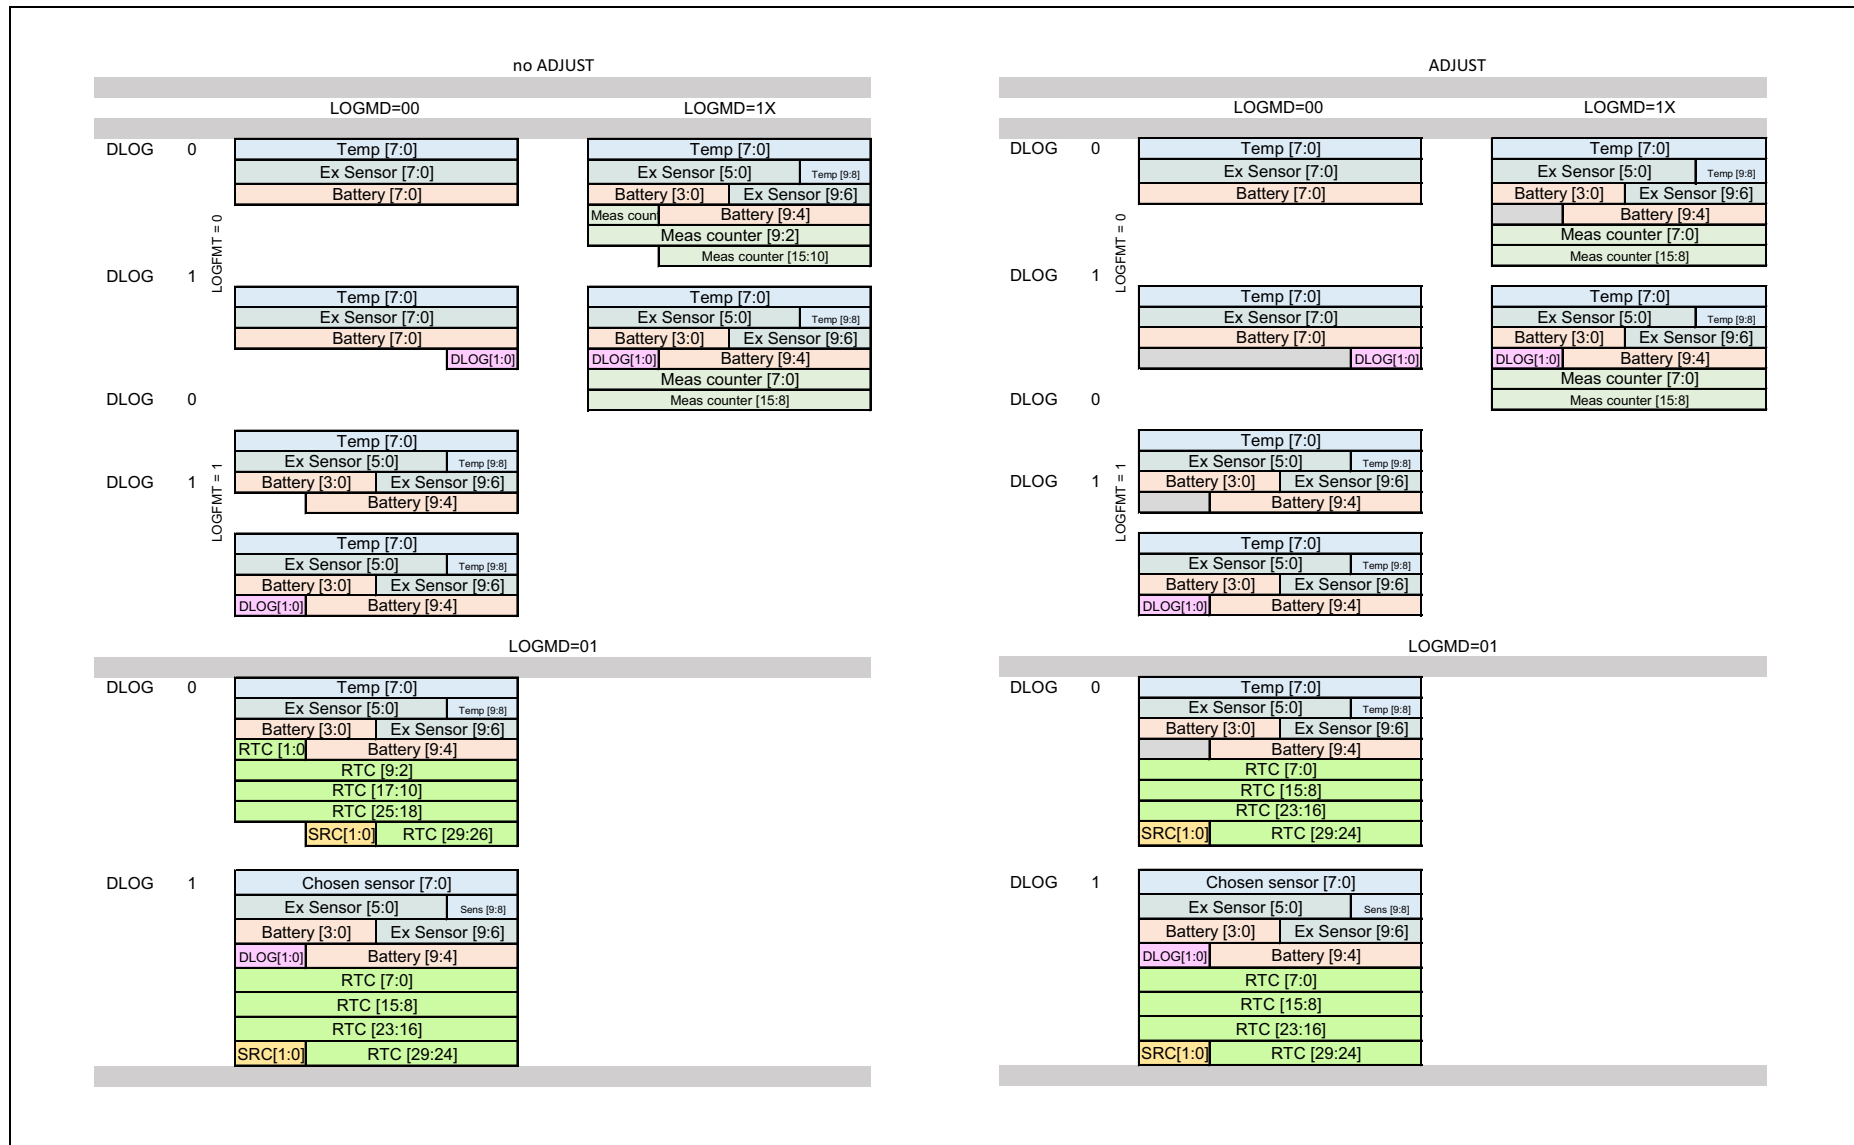 no ADJUST
LOGMD=00 LOGMD=1X
DLOG 0 Temp [7:0] Temp [7:0]
Ex Sensor [7:0] Ex Sensor [5:0] Temp [9:8]
Battery [7:0] Battery [3:0] Ex Sensor [9:6]
Meas coun Battery [9:4]
LOGFMT = 0
Meas counter [9:2]
Meas counter [15:10]
DLOG 1
Temp [7:0] Temp [7:0]
Ex Sensor [7:0] Ex Sensor [5:0] Temp [9:8]
Battery [7:0] Battery [3:0] Ex Sensor [9:6]
DLOG[1:0] DLOG[1:0] Battery [9:4]
Meas counter [7:0]
DLOG 0 Meas counter [15:8]
Temp [7:0]
Ex Sensor [5:0] Temp [9:8]
DLOG 1 Battery [3:0] Ex Sensor [9:6]
LOGFMT = 1
Battery [9:4]
Temp [7:0]
Ex Sensor [5:0] Temp [9:8]
Battery [3:0] Ex Sensor [9:6]
DLOG[1:0] Battery [9:4]
LOGMD=01
DLOG 0 Temp [7:0]
Ex Sensor [5:0] Temp [9:8]
Battery [3:0] Ex Sensor [9:6]
RTC [1:0 Battery [9:4]
RTC [9:2]
RTC [17:10]
RTC [25:18]
SRC[1:0] RTC [29:26]
DLOG 1 Chosen sensor [7:0]
Ex Sensor [5:0] Sens [9:8]
Battery [3:0] Ex Sensor [9:6]
DLOG[1:0] Battery [9:4]
RTC [7:0]
RTC [15:8]
RTC [23:16]
SRC[1:0] RTC [29:24]
ADJUST
LOGMD=00 LOGMD=1X
DLOG 0 Temp [7:0] Temp [7:0]
Ex Sensor [7:0] Ex Sensor [5:0] Temp [9:8]
Battery [7:0] Battery [3:0] Ex Sensor [9:6]
Battery [9:4]
LOGFMT = 0
Meas counter [7:0]
Meas counter [15:8]
DLOG 1
Temp [7:0] Temp [7:0]
Ex Sensor [7:0] Ex Sensor [5:0] Temp [9:8]
Battery [7:0] Battery [3:0] Ex Sensor [9:6]
DLOG[1:0] DLOG[1:0] Battery [9:4]
Meas counter [7:0]
DLOG 0 Meas counter [15:8]
Temp [7:0]
Ex Sensor [5:0] Temp [9:8]
DLOG 1 Battery [3:0] Ex Sensor [9:6]
LOGFMT = 1
Battery [9:4]
Temp [7:0]
Ex Sensor [5:0] Temp [9:8]
Battery [3:0] Ex Sensor [9:6]
DLOG[1:0] Battery [9:4]
LOGMD=01
DLOG 0 Temp [7:0]
Ex Sensor [5:0] Temp [9:8]
Battery [3:0] Ex Sensor [9:6]
Battery [9:4]
RTC [7:0]
RTC [15:8]
RTC [23:16]
SRC[1:0] RTC [29:24]
DLOG 1 Chosen sensor [7:0]
Ex Sensor [5:0] Sens [9:8]
Battery [3:0] Ex Sensor [9:6]
DLOG[1:0] Battery [9:4]
RTC [7:0]
RTC [15:8]
RTC [23:16]
SRC[1:0] RTC [29:24]